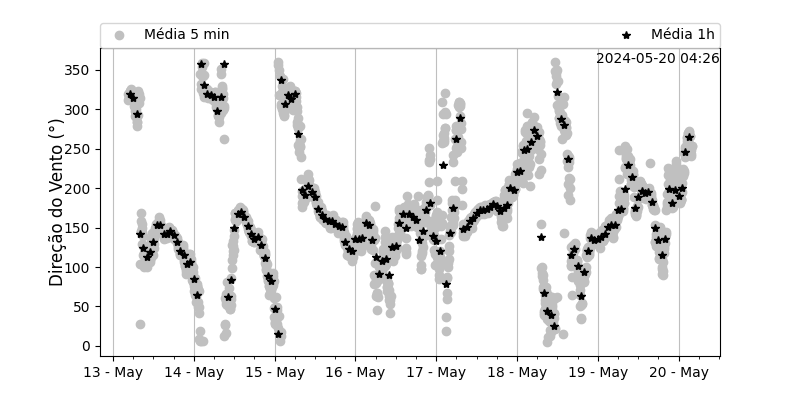 Média 5 min
Média 1h
2024-05-20 04:26
Direção do Vento (°)
350
300
250
200
150
100
50
0
13 - May
14 - May
15 - May
16 - May
17 - May
18 - May
19 - May
20 - May